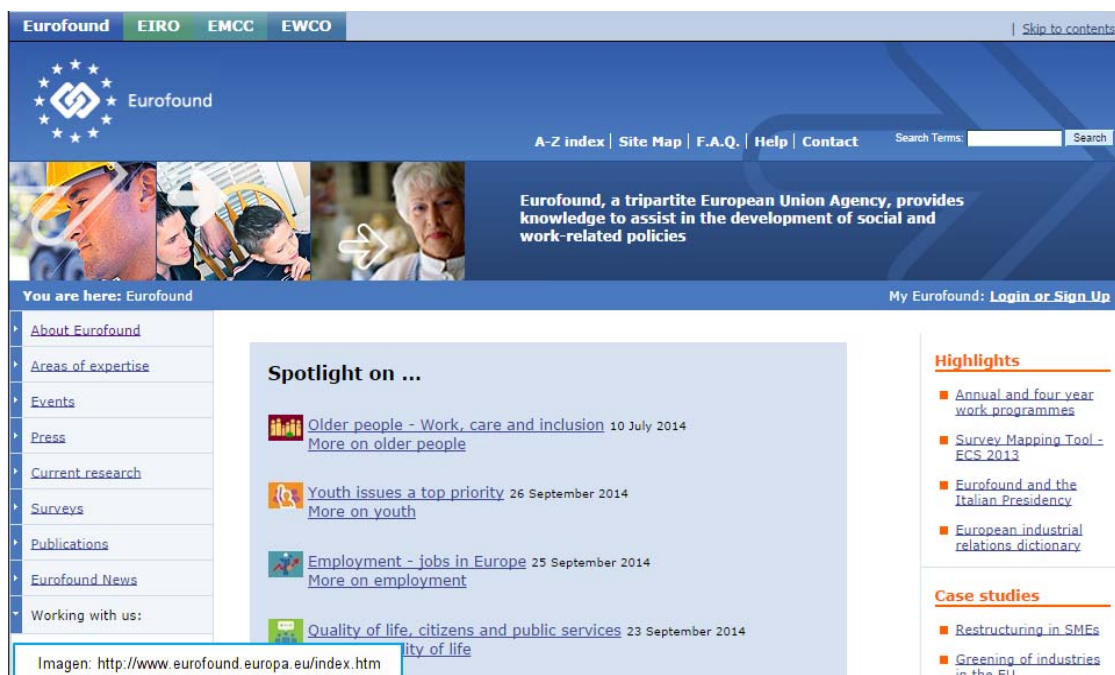 Eurofound EIRO EMCC EWCO
| Skip to contents
Eurofound
A-Z index | Site Map | F.A.Q. | Help | Contact
Search Terms: Search
Eurofound, a tripartite European Union Agency, provides
knowledge to assist in the development of social and
work-related policies
You are here: Eurofound
My Eurofound: Login or Sign Up
About Eurofound
Areas of expertise
Events
Press
Current research
Surveys
Publications
Eurofound News
Working with us:
Spotlight on ...
Older people - Work, care and inclusion 10 July 2014
More on older people
Youth issues a top priority 26 September 2014
More on youth
Employment - jobs in Europe 25 September 2014
More on employment
Quality of life, citizens and public services 23 September 2014
of life
Highlights
Annual and four year
work programmes
Survey Mapping Tool -
ECS 2013
Eurofound and the
Italian Presidency
European industrial
relations dictionary
Case studies
Restructuring in SMEs
Greening of industries
in the EU
Imagen: http://www.eurofound.europa.eu/index.htm